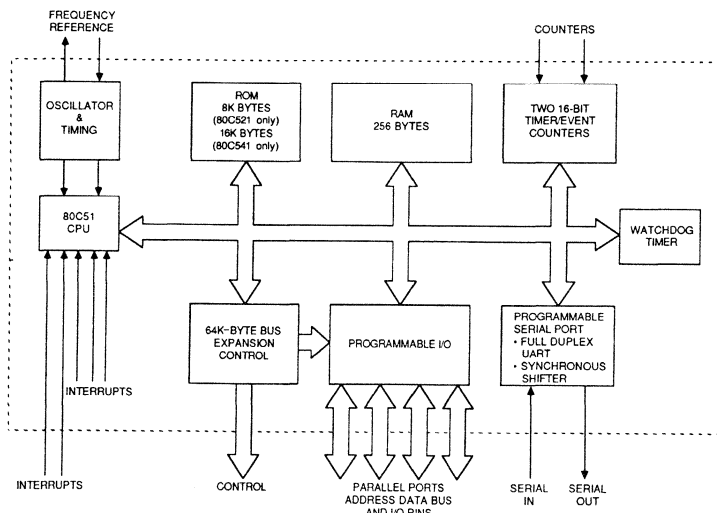 FREQUENCY
REFERENCE
COUNTERS
OSCILLATOR
&
TIMING
ROM
8K BYTES
(80C521 only)
16K BYTES
(80C541 only)
RAM
256 BYTES
TWO 16-BIT
TIMER/EVENT
COUNTERS
80C51
CPU
WATCHDOG
TIMER
64K-BYTE BUS
EXPANSION
CONTROL
PROGRAMMABLE I/O
PROGRAMMABLE
SERIAL PORT
• FULL DUPLEX
UART
• SYNCHRONOUS
SHIFTER
INTERRUPTS
INTERRUPTS
CONTROL
PARALLEL PORTS
ADDRESS DATA BUS
AND I/O PINS
SERIAL
IN
SERIAL
OUT